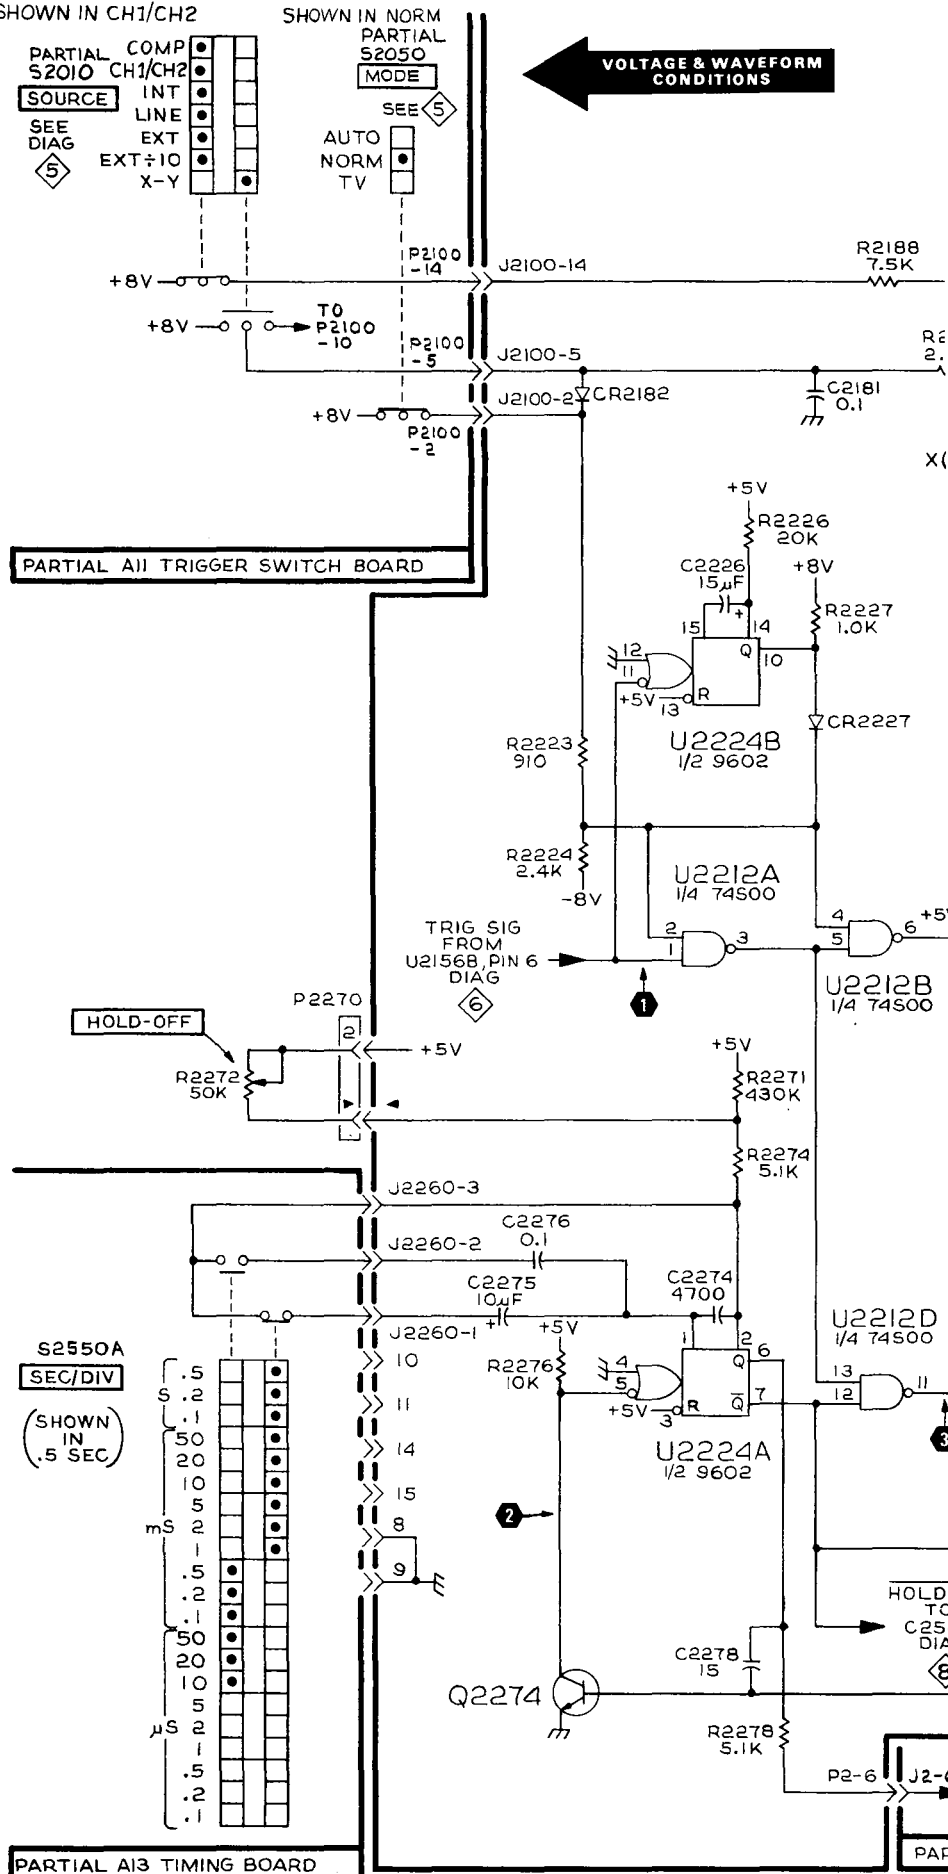 SHOWN IN CH1/CH2
PARTIAL
S2010
SOURCE
SEE
DIAG
5
COMP
CH1/CH2
INT
LINE
EXT
EXT÷10
X-Y
SHOWN IN NORM
PARTIAL
S2050
MODE
SEE 5
AUTO
NORM
TV
VOLTAGE & WAVEFORM
CONDITIONS
+8V
P2100
-14
J2100-14
R2188
7.5K
+8V
TO
P2100
-10
P2100
-5
J2100-5
2.
CR2182
C2181
0.1
+8V
J2100-2
P2100
-2
X(
PARTIAL A11 TRIGGER SWITCH BOARD
+5V
R2226
20K
C2226
15µF
+
+8V
R2227
1.0K
15
14
Q
10
12
11
+5V
13
R
U2224B
1/2 9602
CR2227
R2223
910
R2224
2.4K
-8V
U2212A
1/4 74S00
TRIG SIG
FROM
U2156B, PIN 6
DIAG
6
2
1
3
1
4
5
6
+5V
U2212B
1/4 74S00
HOLD-OFF
P2270
2
+5V
R2272
50K
+5V
R2271
430K
R2274
5.1K
J2260-3
J2260-2
C2276
0.1
C2275
10µF
+
J2260-1
C2274
4700
+5V
R2276
10K
1
2
4
5
+5V
3
R
Q
6
Q̅
7
U2224A
1/2 9602
U2212D
1/4 74S00
13
12
11
3
10
11
14
15
8
9
S2550A
SEC/DIV
(SHOWN
IN
.5 SEC)
S
.5
.2
.1
mS
50
20
10
5
2
1
.5
.2
.1
µS
50
20
10
5
2
1
.5
.2
.1
2
Q2274
C2278
15
R2278
5.1K
HOLD
TO
C25
DIA
8
P2-6
J2-6
PARTIAL A13 TIMING BOARD
PAR